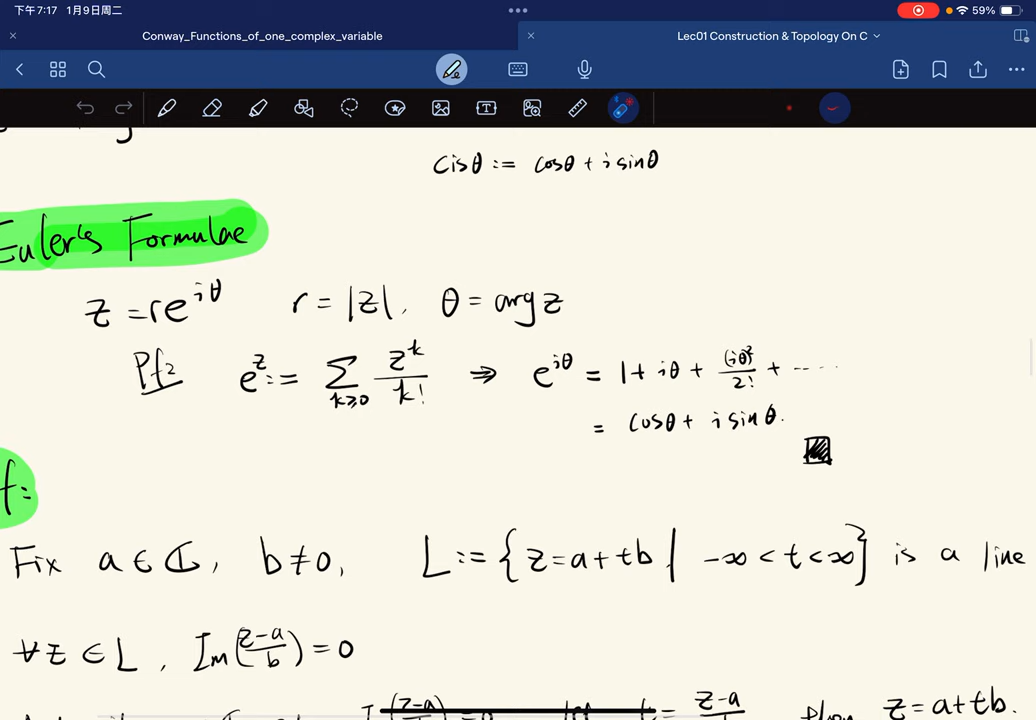 下午7:17 1月9日周二
59%
Conway_Functions_of_one_complex_variable
Lec01 Construction & Topology On C
cisθ := cosθ + i sinθ
Euler's Formulae
z = re^{iθ} r = |z|, θ = arg z
Pf: e^z := ∑_{k≥0} z^k/k! ⇒ e^{iθ} = 1 + iθ + (iθ)²/2! + ....
= cosθ + i sinθ.
f:
Fix a ∈ ℂ, b ≠ 0, L := {z = a + tb | -∞ < t < ∞} is a line
∀z ∈ L, Im(z-a/b) = 0
z-a then z = a + tb.